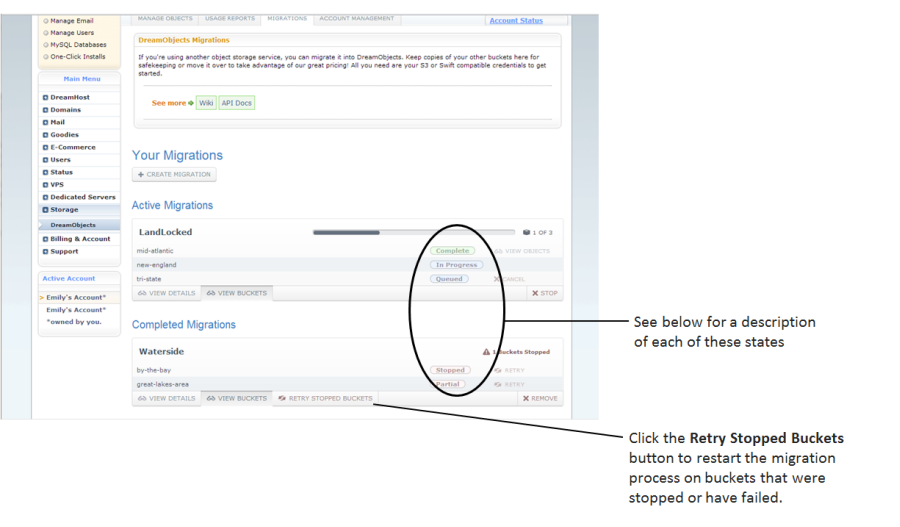 Manage Email
Manage Users
MySQL Databases
One-Click Installs
Main Menu
DreamHost
Domains
Mail
Goodies
E-Commerce
Users
Status
VPS
Dedicated Servers
Storage
DreamObjects
Billing & Account
Support
Active Account
> Emily's Account*
Emily's Account*
*owned by you.
MANAGE OBJECTS USAGE REPORTS MIGRATIONS ACCOUNT MANAGEMENT
Account Status
DreamObjects Migrations
If you're using another object storage service, you can migrate it into DreamObjects. Keep copies of your other buckets here for
safekeeping or move it over to take advantage of our great pricing! All you need are your S3 or Swift compatible credentials to get
started.
See more Wiki API Docs
Your Migrations
+ CREATE MIGRATION
Active Migrations
LandLocked 1 OF 3
mid-atlantic Complete VIEW OBJECTS
new-england In Progress
tri-state Queued X CANCEL
VIEW DETAILS VIEW BUCKETS X STOP
Completed Migrations
Waterside 1 Buckets Stopped
by-the-bay Stopped RETRY
great-lakes-area Partial RETRY
VIEW DETAILS VIEW BUCKETS RETRY STOPPED BUCKETS X REMOVE
See below for a description
of each of these states
Click the Retry Stopped Buckets
button to restart the migration
process on buckets that were
stopped or have failed.